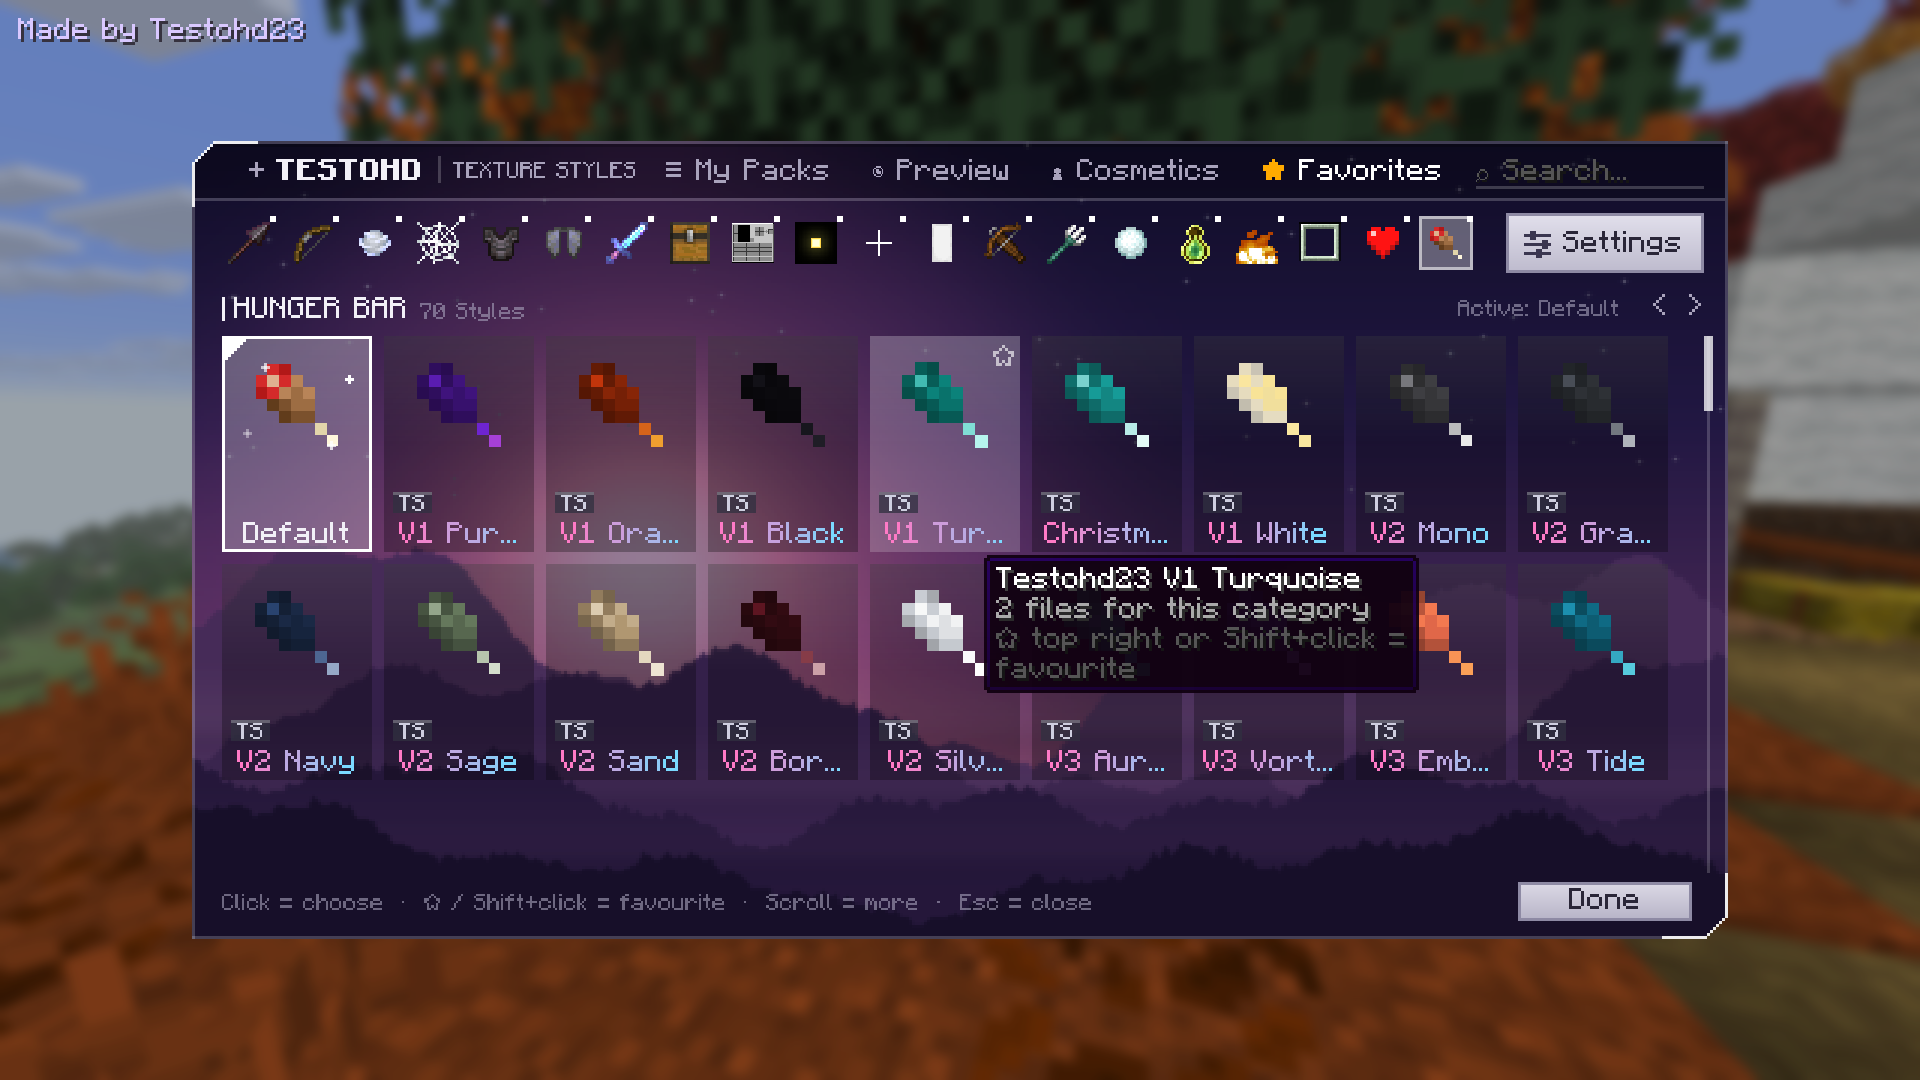 Made by Testohd23
+ TESTOHD | TEXTURE STYLES ☰ My Packs Preview Cosmetics ★ Favorites Search...
Settings
|HUNGER BAR 70 Styles Active: Default < >
Default
TS TS TS TS TS TS TS TS
V1 Pur... V1 Ora... V1 Black V1 Tur... Christm... V1 White V2 Mono V2 Gra...
Testohd23 V1 Turquoise
2 files for this category
☆ top right or Shift+click =
favourite
TS TS TS TS TS TS TS TS TS
V2 Navy V2 Sage V2 Sand V2 Bor... V2 Silv... V3 Aur... V3 Vort... V3 Emb... V3 Tide
Click = choose · ☆ / Shift+click = favourite · Scroll = more · Esc = close
Done